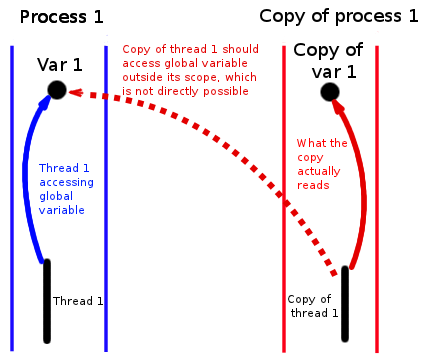 Process 1
Copy of process 1
Var 1
Copy of thread 1 should
access global variable
outside its scope, which
is not directly possible
Copy of
var 1
Thread 1
accessing
global
variable
What the
copy
actually
reads
Thread 1
Copy of
thread 1